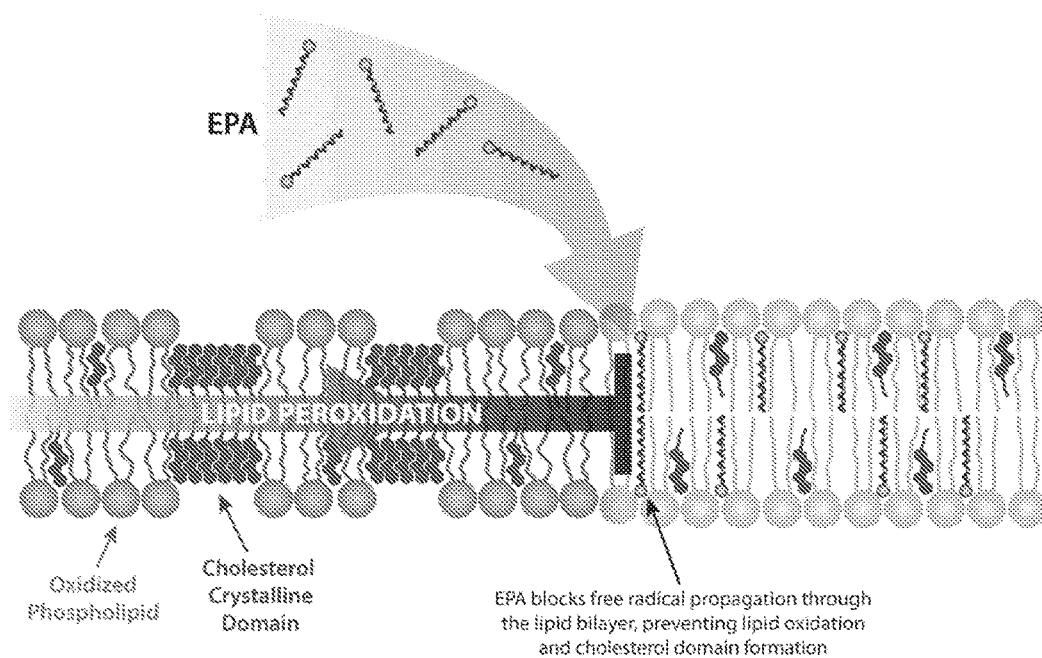 EPA
LIPID PEROXIDATION
Oxidized
Phospholipid
Cholesterol
Crystalline
Domain
EPA blocks free radical propagation through
the lipid bilayer, preventing lipid oxidation
and cholesterol domain formation